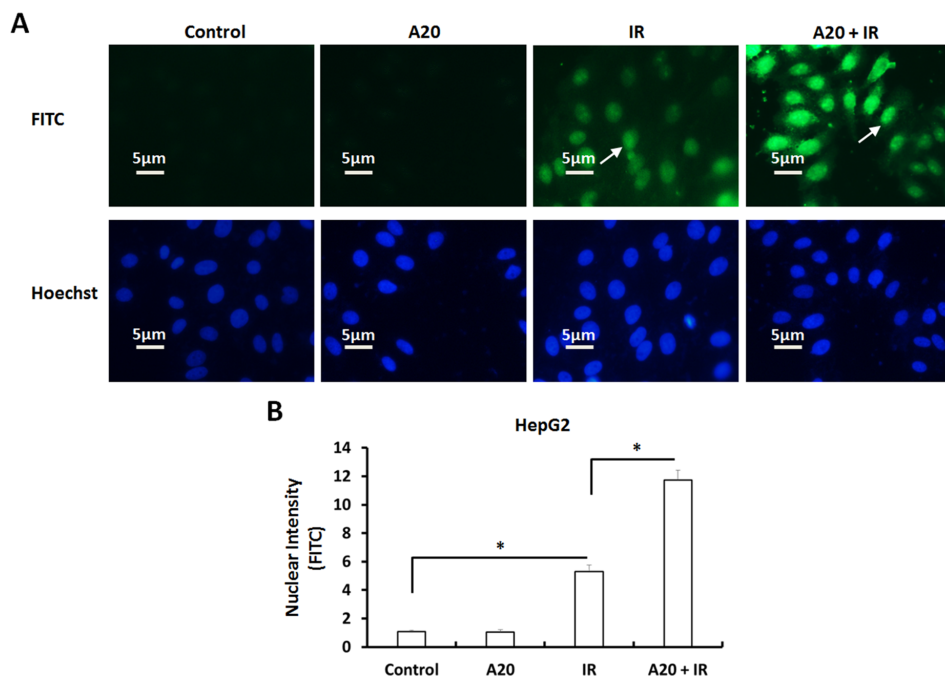 A
Control A20 IR A20 + IR
FITC
5µm 5µm 5µm 5µm
Hoechst
5µm 5µm 5µm 5µm
B
HepG2
Nuclear Intensity
(FITC)
14
12
10
8
6
4
2
0
*
*
Control A20 IR A20 + IR